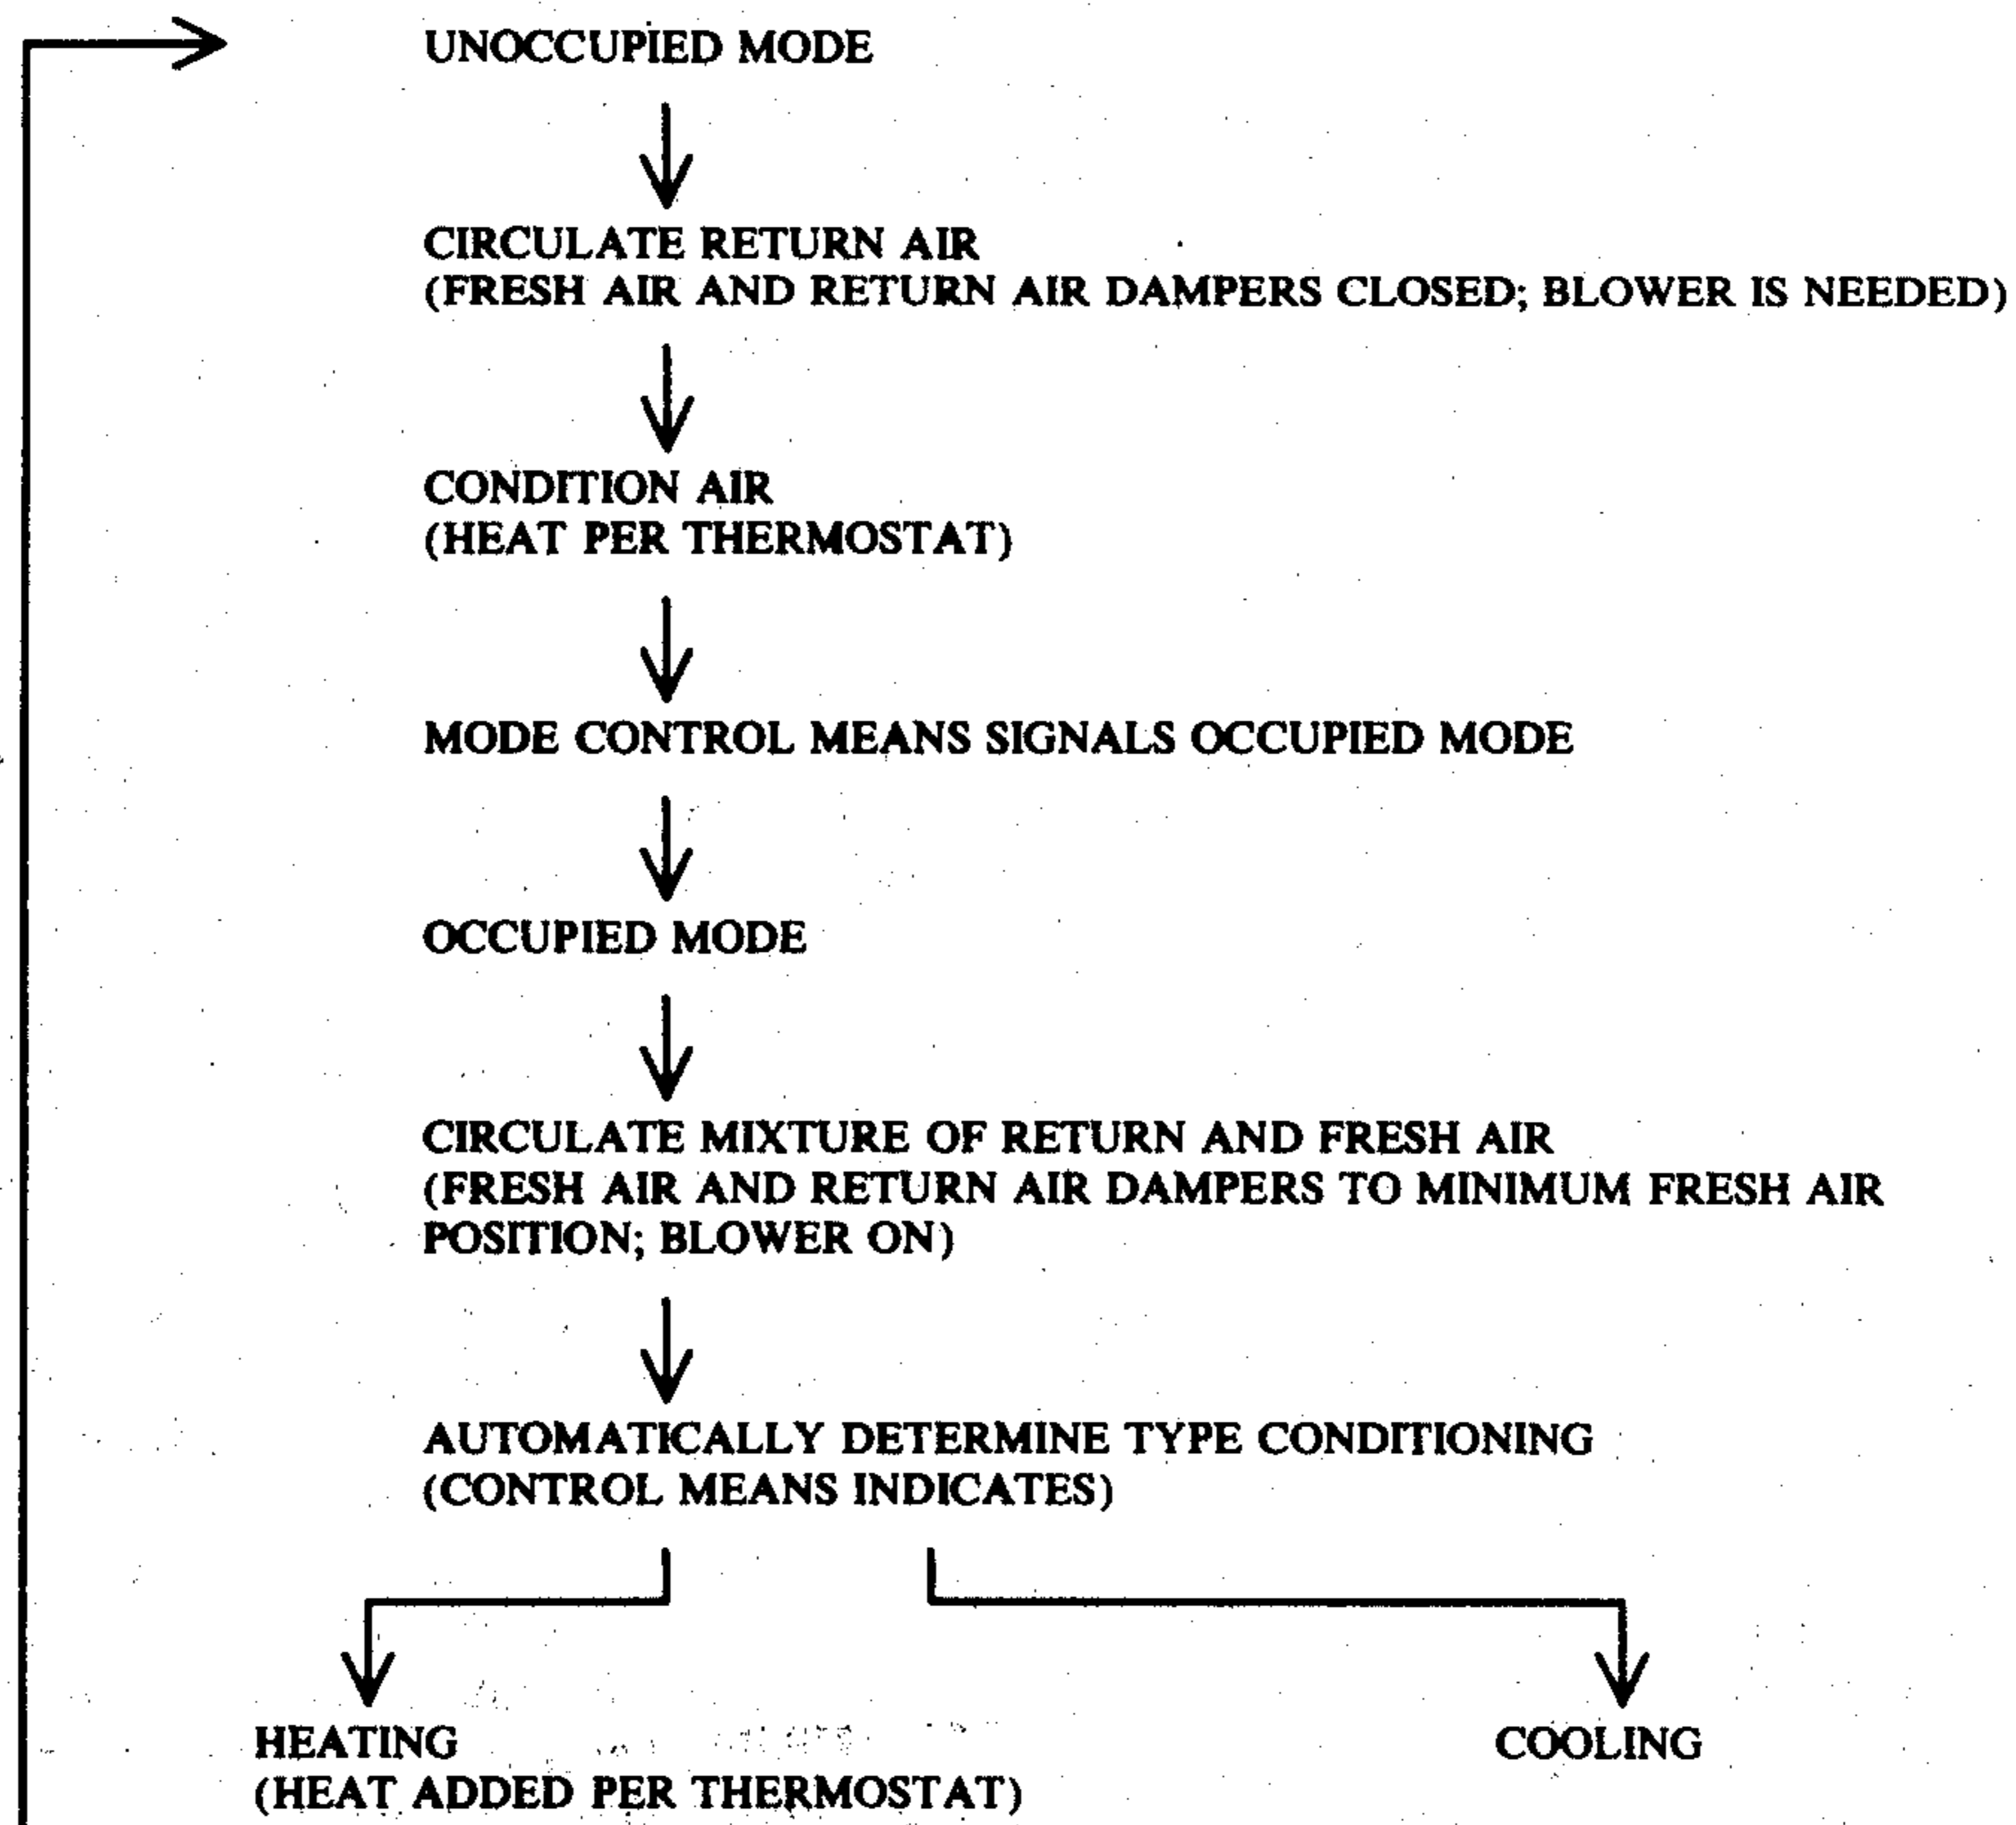 UNOCCUPIED MODE
CIRCULATE RETURN AIR
(FRESH AIR AND RETURN AIR DAMPERS CLOSED; BLOWER IS NEEDED)
CONDITION AIR
(HEAT PER THERMOSTAT)
MODE CONTROL MEANS SIGNALS OCCUPIED MODE
OCCUPIED MODE
CIRCULATE MIXTURE OF RETURN AND FRESH AIR
(FRESH AIR AND RETURN AIR DAMPERS TO MINIMUM FRESH AIR
POSITION; BLOWER ON)
AUTOMATICALLY DETERMINE TYPE CONDITIONING
(CONTROL MEANS INDICATES)
HEATING
(HEAT ADDED PER THERMOSTAT)
COOLING